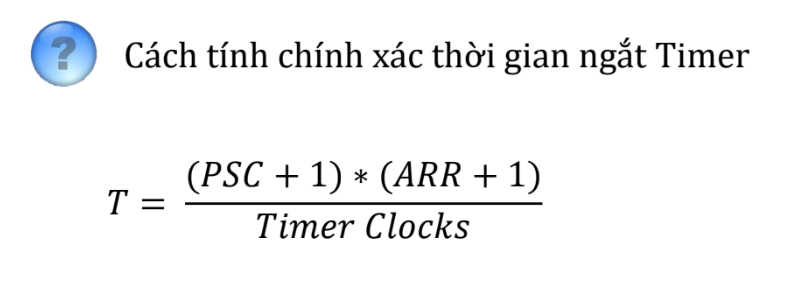 ?
Cách tính chính xác thời gian ngắt Timer
T = (PSC + 1) ∗ (ARR + 1)
Timer Clocks